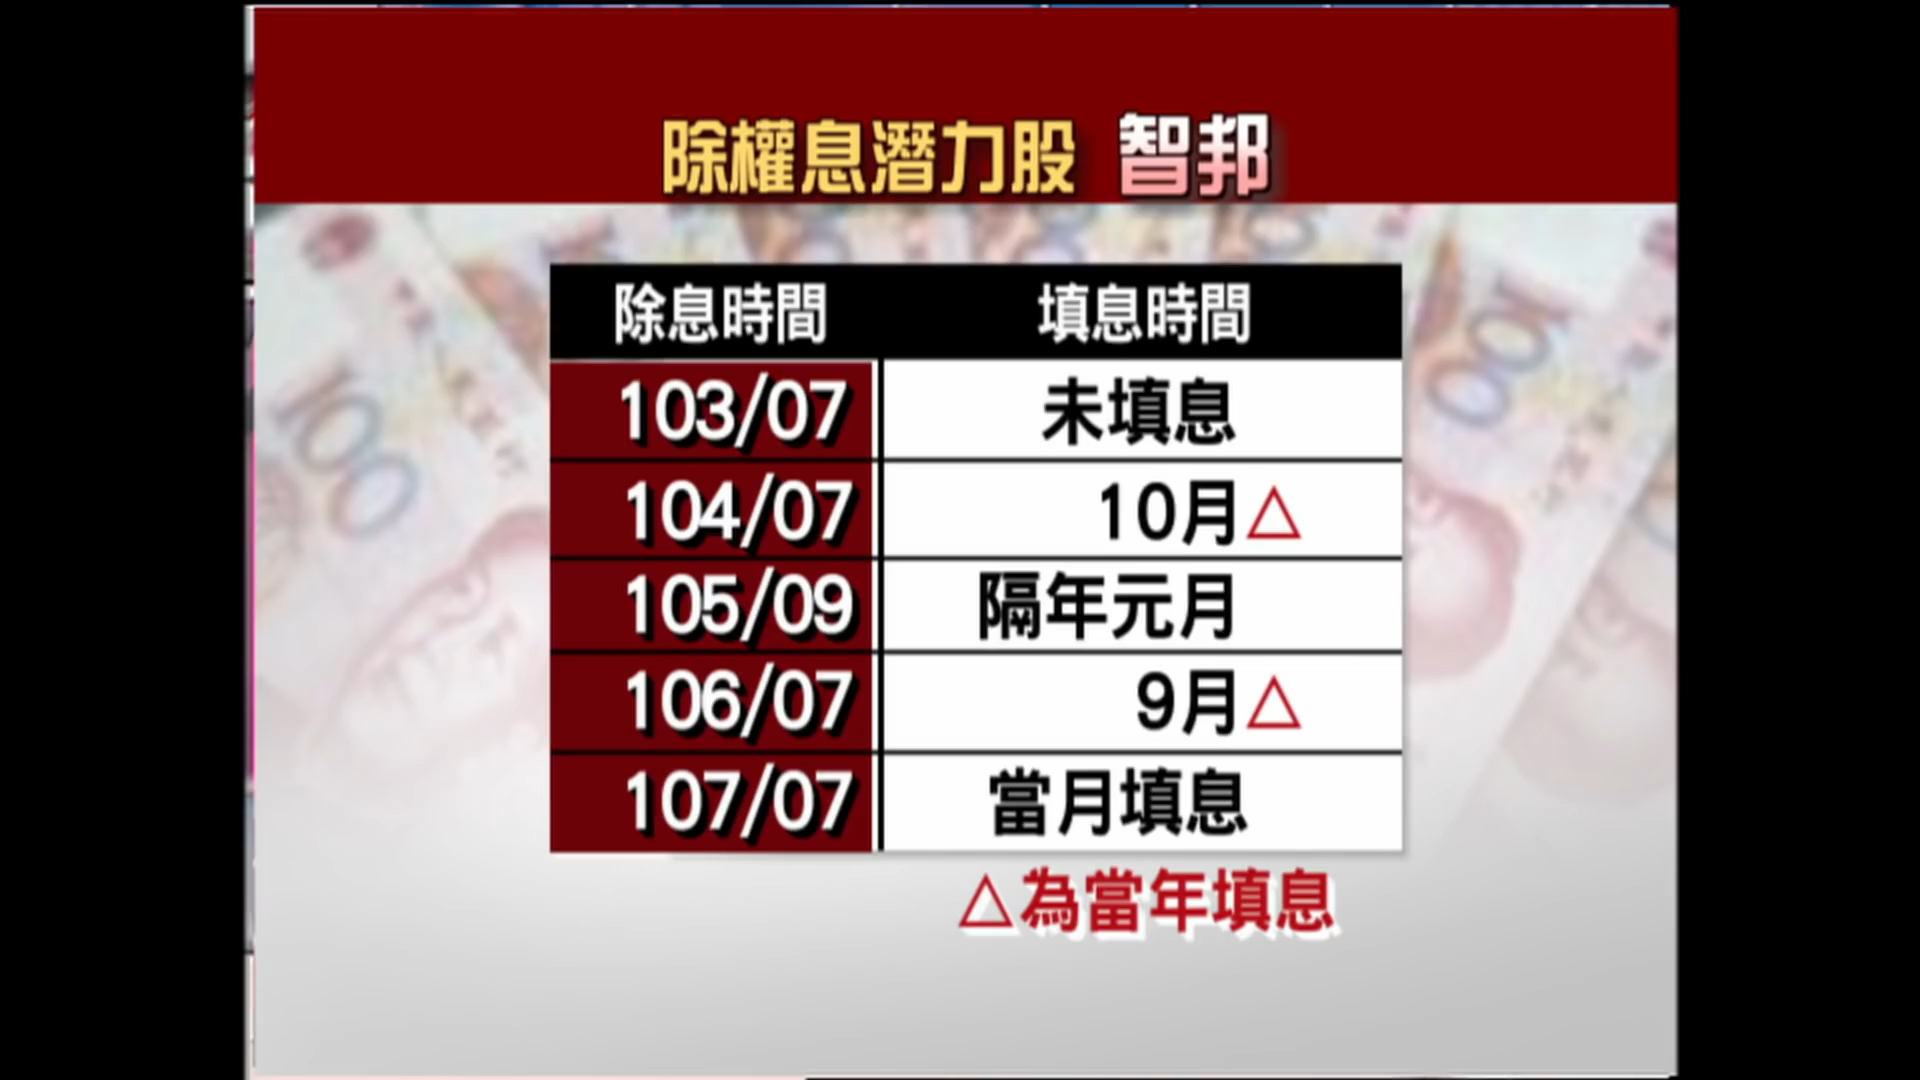 除權息潛力股 智邦
除息時間 填息時間
103/07 未填息
104/07 10月△
105/09 隔年元月
106/07 9月△
107/07 當月填息
△為當年填息